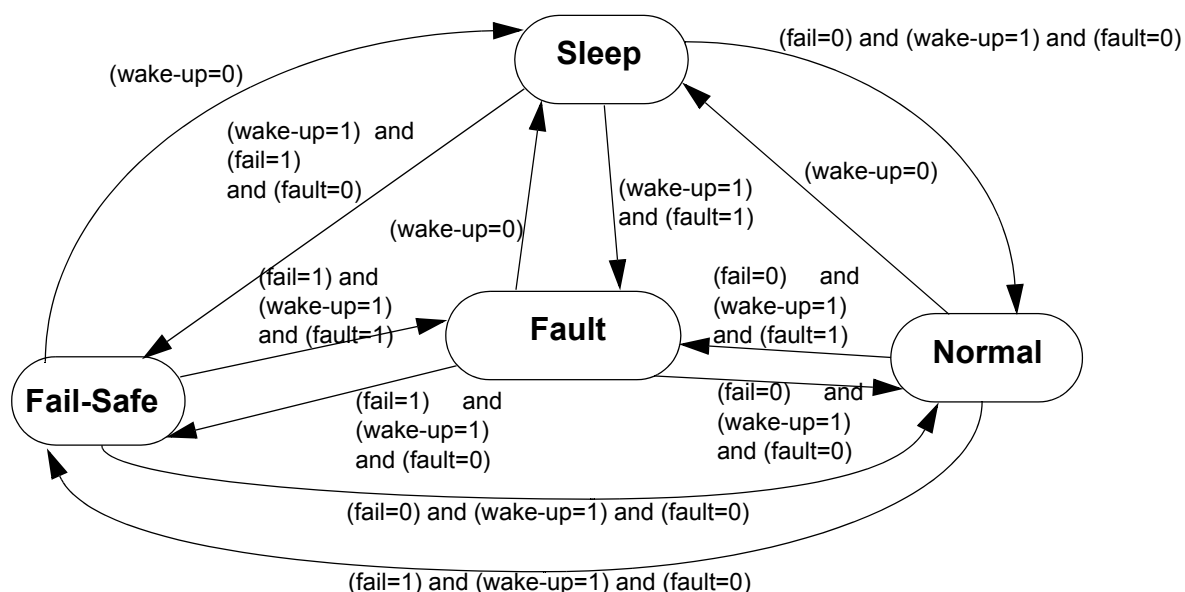 Sleep
(fail=0) and (wake-up=1) and (fault=0)
(wake-up=0)
(wake-up=1) and
(fail=1)
and (fault=0)
(wake-up=1)
and (fault=1)
(wake-up=0)
(wake-up=0)
(fail=1) and
(wake-up=1)
and (fault=1)
(fail=0) and
(wake-up=1)
and (fault=1)
Fault
Normal
Fail-Safe
(fail=1) and
(wake-up=1)
and (fault=0)
(fail=0) and
(wake-up=1)
and (fault=0)
(fail=0) and (wake-up=1) and (fault=0)
(fail=1) and (wake-up=1) and (fault=0)